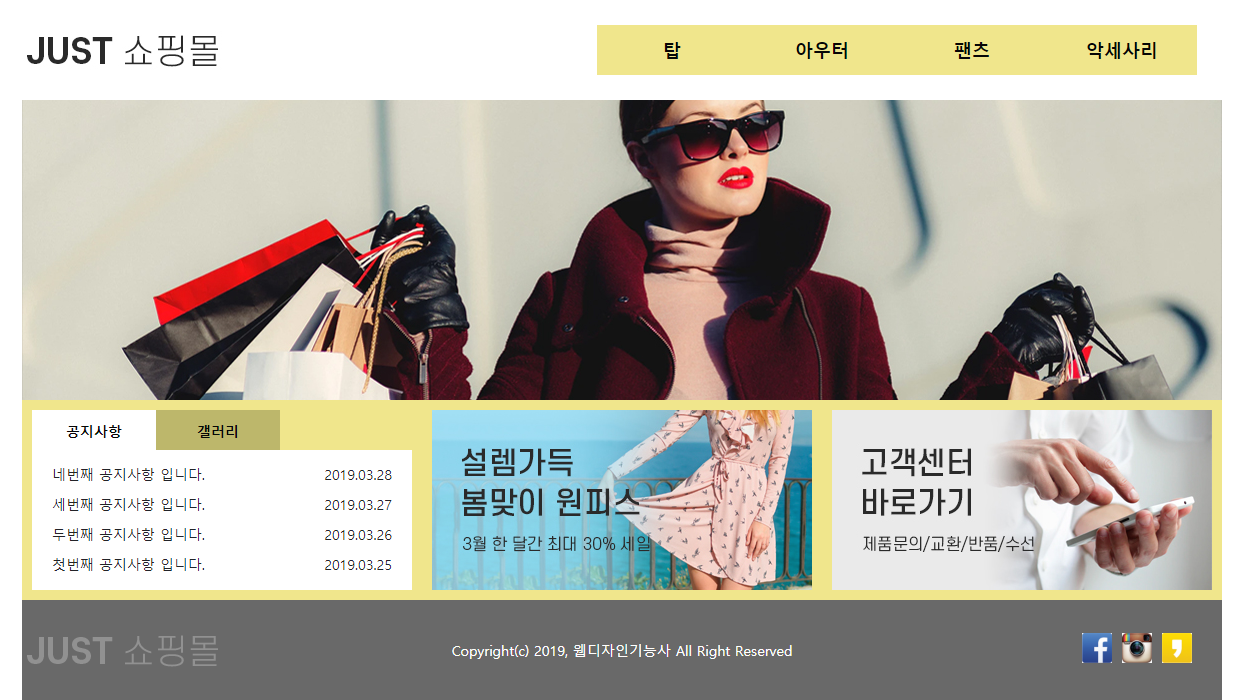 JUST 쇼핑몰
탑 아우터 팬츠 악세사리
공지사항 갤러리
네번째 공지사항 입니다. 2019.03.28
세번째 공지사항 입니다. 2019.03.27
두번째 공지사항 입니다. 2019.03.26
첫번째 공지사항 입니다. 2019.03.25
설렘가득
봄맞이 원피스
3월 한 달간 최대 30% 세일
고객센터
바로가기
제품문의/교환/반품/수선
JUST 쇼핑몰
Copyright(c) 2019, 웹디자인기능사 All Right Reserved